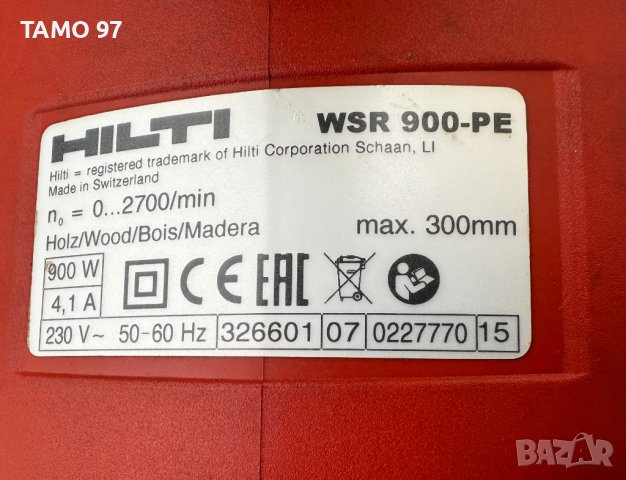 TAMO 97
HILTI WSR 900-PE
Hilti = registered trademark of Hilti Corporation Schaan, LI
Made in Switzerland
n₀ = 0...2700/min
Holz/Wood/Bois/Madera max. 300mm
900 W
4,1 A CE EAC
230 V~ 50-60 Hz 326601 07 0227770 15
BAZAR